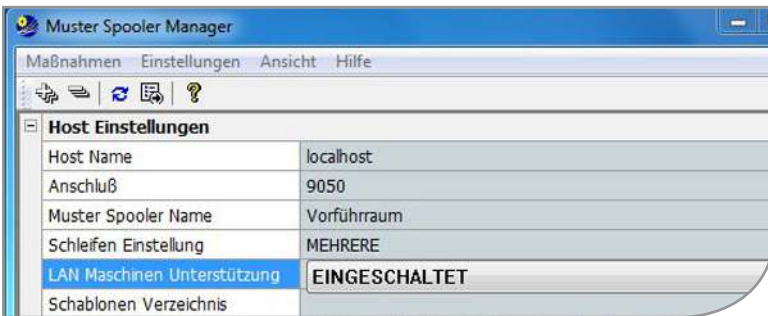 Muster Spooler Manager
Maßnahmen Einstellungen Ansicht Hilfe
Host Einstellungen
Host Name localhost
Anschluß 9050
Muster Spooler Name Vorführraum
Schleifen Einstellung MEHRERE
LAN Maschinen Unterstützung EINGESCHALTET
Schablonen Verzeichnis